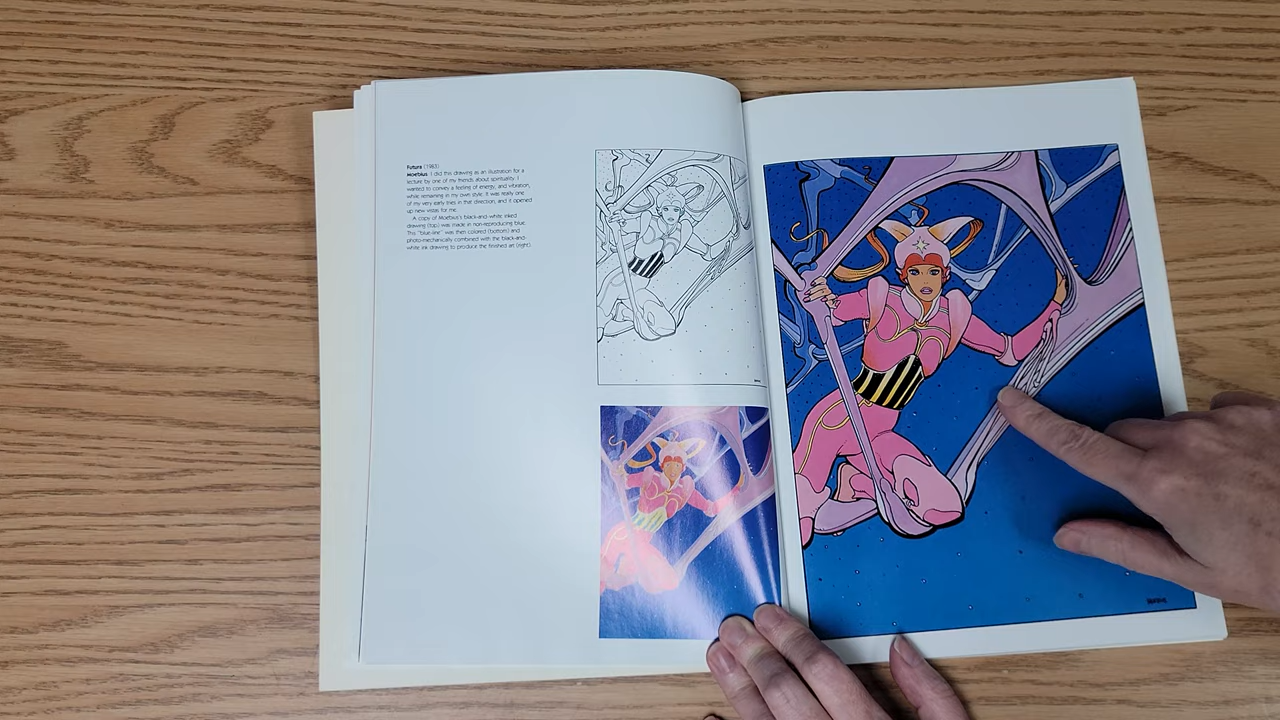 Futura (1983)
Moebius: I did this drawing as an illustration for a
lecture by one of my friends about spirituality. I
wanted to convey a feeling of energy, and vibration,
while remaining in my own style. It was really one
of my very early tries in that direction, and it opened
up new vistas for me.
A copy of Moebius's black-and-white inked
drawing (top) was made in non-reproducing blue.
This "blue-line" was then colored (bottom) and
photo-mechanically combined with the black-and-
white ink drawing to produce the finished art (right).